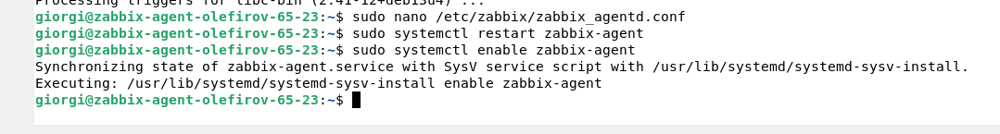 Processing triggers for libc-bin (2.41-12+deb13u4) ...
giorgi@zabbix-agent-olefirov-65-23:~$ sudo nano /etc/zabbix/zabbix_agentd.conf
giorgi@zabbix-agent-olefirov-65-23:~$ sudo systemctl restart zabbix-agent
giorgi@zabbix-agent-olefirov-65-23:~$ sudo systemctl enable zabbix-agent
Synchronizing state of zabbix-agent.service with SysV service script with /usr/lib/systemd/systemd-sysv-install.
Executing: /usr/lib/systemd/systemd-sysv-install enable zabbix-agent
giorgi@zabbix-agent-olefirov-65-23:~$